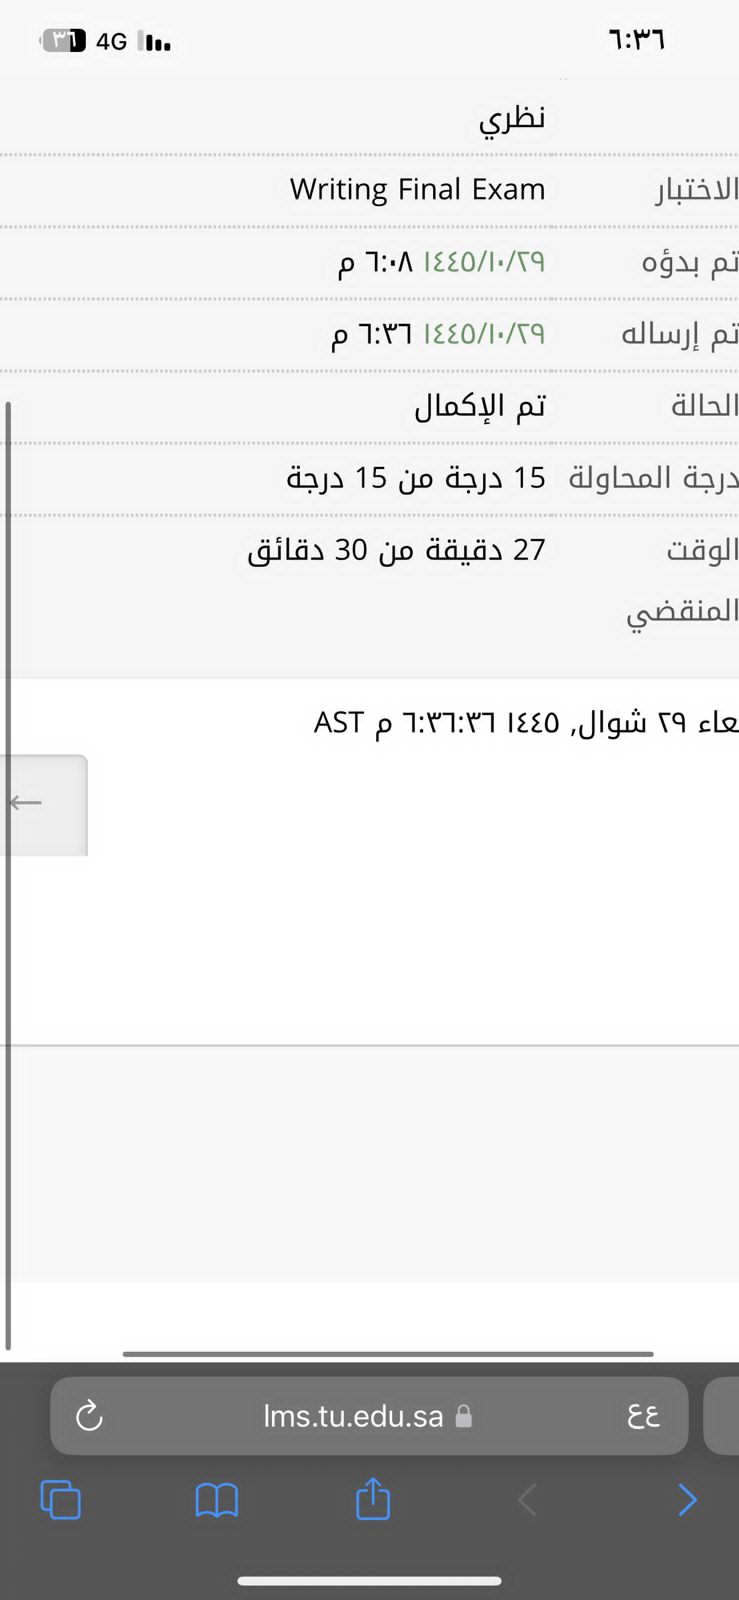 ٦:٣٦
4G ٣٦
نظري
الاختبار Writing Final Exam
تم بدؤه ١٤٤٥/١٠/٢٩ ٦:٠٨ م
تم إرساله ١٤٤٥/١٠/٢٩ ٦:٣٦ م
الحالة تم الإكمال
درجة المحاولة 15 درجة من 15 درجة
الوقت 27 دقيقة من 30 دقائق
المنقضي
٢٩ شوال, ١٤٤٥ ٦:٣٦:٣٦ م AST
←
عع lms.tu.edu.sa